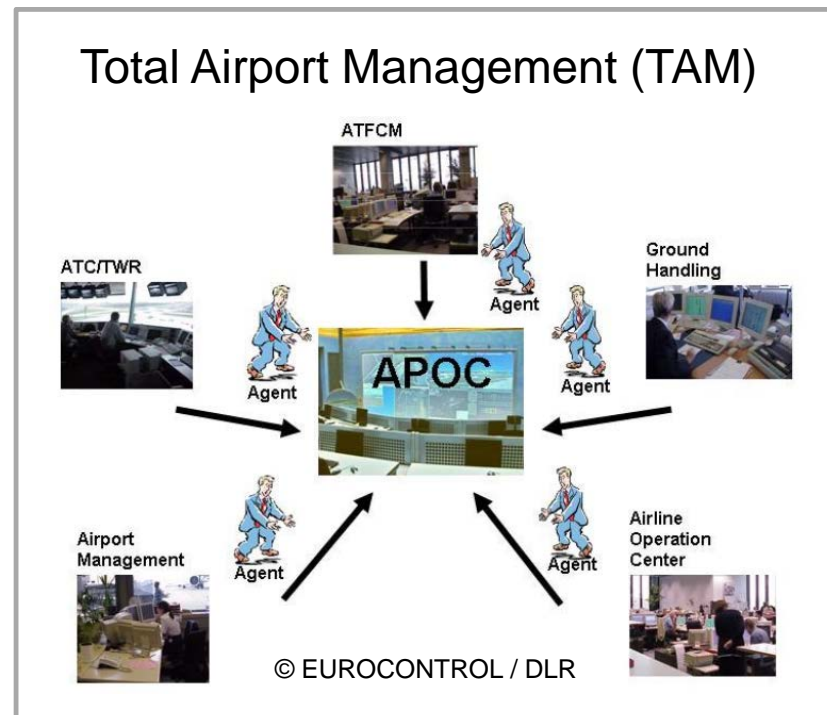 Total Airport Management (TAM)
ATFCM
Agent
Ground
Handling
ATC/TWR
Agent
Agent
APOC
Airport
Management
Agent
Agent
Airline
Operation
Center
© EUROCONTROL / DLR